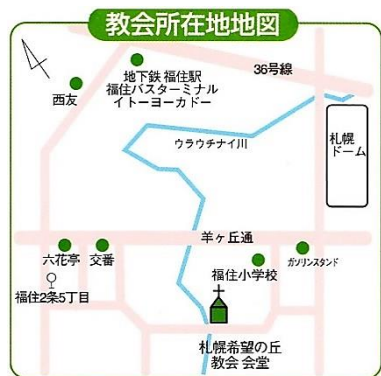 教会所在地地図
36号線
地下鉄 福住駅
福住バスターミナル
イトーヨーカドー
西友
ウラウチナイ川
札幌
ドーム
羊ヶ丘通
六花亭
交番
ガソリンスタンド
福住小学校
福住2条5丁目
札幌希望の丘
教会 会堂